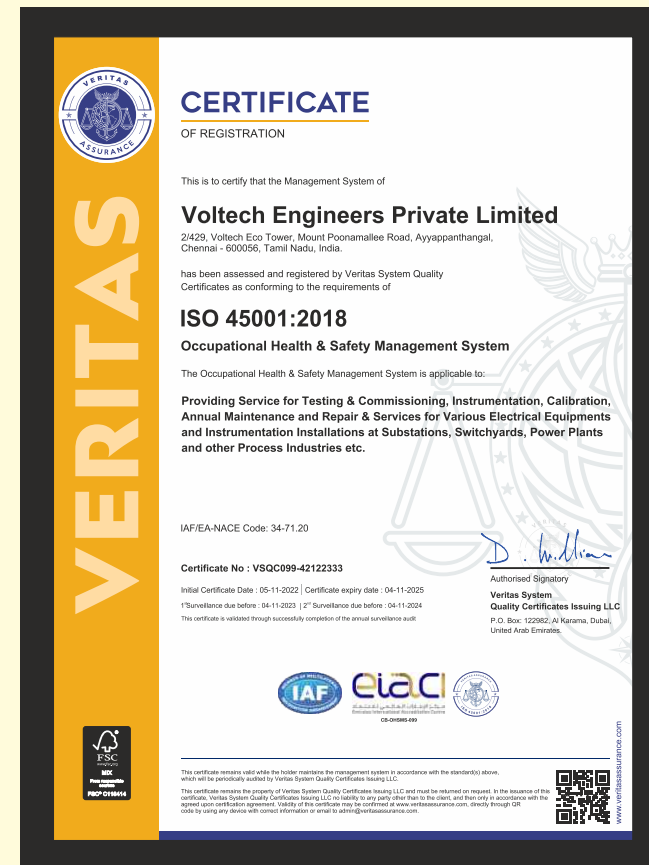 VERITAS
ASSURANCE
VERITAS
CERTIFICATE
OF REGISTRATION
This is to certify that the Management System of
Voltech Engineers Private Limited
2/429, Voltech Eco Tower, Mount Poonamallee Road, Ayyappanthangal,
Chennai - 600056, Tamil Nadu, India.
has been assessed and registered by Veritas System Quality
Certificates as conforming to the requirements of
ISO 45001:2018
Occupational Health & Safety Management System
The Occupational Health & Safety Management System is applicable to:
Providing Service for Testing & Commissioning, Instrumentation, Calibration,
Annual Maintenance and Repair & Services for Various Electrical Equipments
and Instrumentation Installations at Substations, Switchyards, Power Plants
and other Process Industries etc.
IAF/EA-NACE Code: 34-71.20
Certificate No : VSQC099-42122333
Initial Certificate Date : 05-11-2022 | Certificate expiry date : 04-11-2025
1st Surveillance due before : 04-11-2023 | 2nd Surveillance due before : 04-11-2024
This certificate is validated through successfully completion of the annual surveillance audit
D. William
Authorised Signatory
Veritas System
Quality Certificates Issuing LLC
P.O. Box: 122982, Al Karama, Dubai,
United Arab Emirates.
IAF
eiaci
Emirates International Accreditation Centre
CB-OHSMS-099
FSC
www.fsc.org
MIX
From responsible
sources
FSC® C118414
This certificate remains valid while the holder maintains the management system in accordance with the standard(s) above,
which will be periodically audited by Veritas System Quality Certificates Issuing LLC.
This certificate remains the property of Veritas System Quality Certificates Issuing LLC and must be returned on request. In the issuance of this
certificate, Veritas System Quality Certificates Issuing LLC no liability to any party other than to the client, and then only in accordance with the
agreed upon certification agreement. Validity of this certificate may be confirmed at www.veritasassurance.com, directly through QR
code by using any device with correct information or email to admin@veritasassurance.com.
www.veritasassurance.com